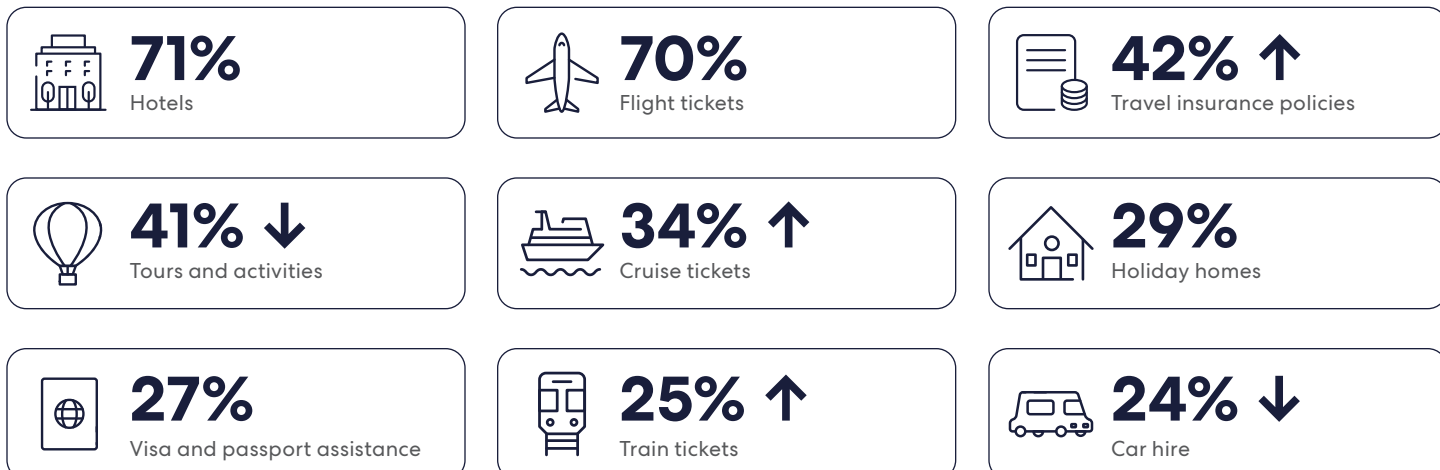 71%
Hotels
70%
Flight tickets
42% ↑
Travel insurance policies
41% ↓
Tours and activities
34% ↑
Cruise tickets
29%
Holiday homes
27%
Visa and passport assistance
25% ↑
Train tickets
24% ↓
Car hire